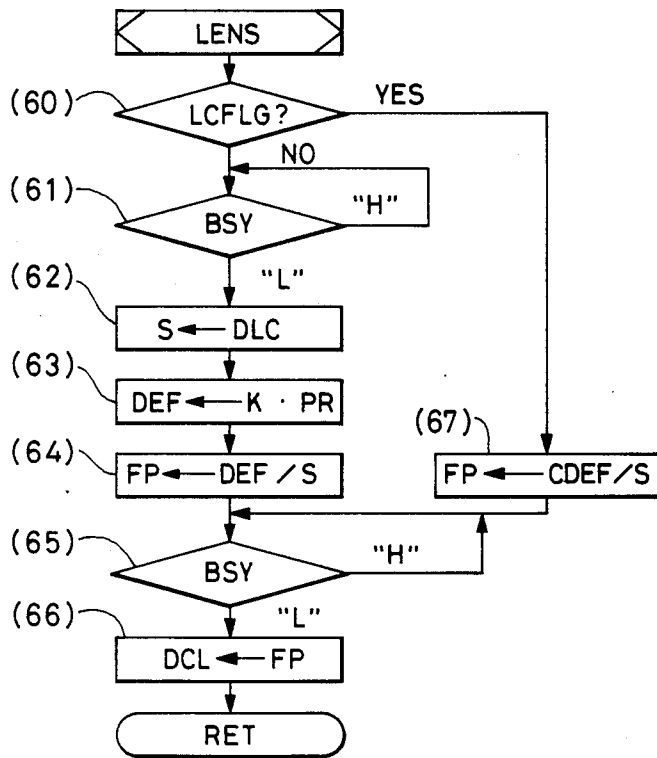 LENS
(60)
LCFLG?
YES
NO
(61)
BSY
"H"
"L"
(62)
S ← DLC
(63)
DEF ← K · PR
(64)
FP ← DEF / S
(67)
FP ← CDEF/S
(65)
BSY
"H"
"L"
(66)
DCL ← FP
RET